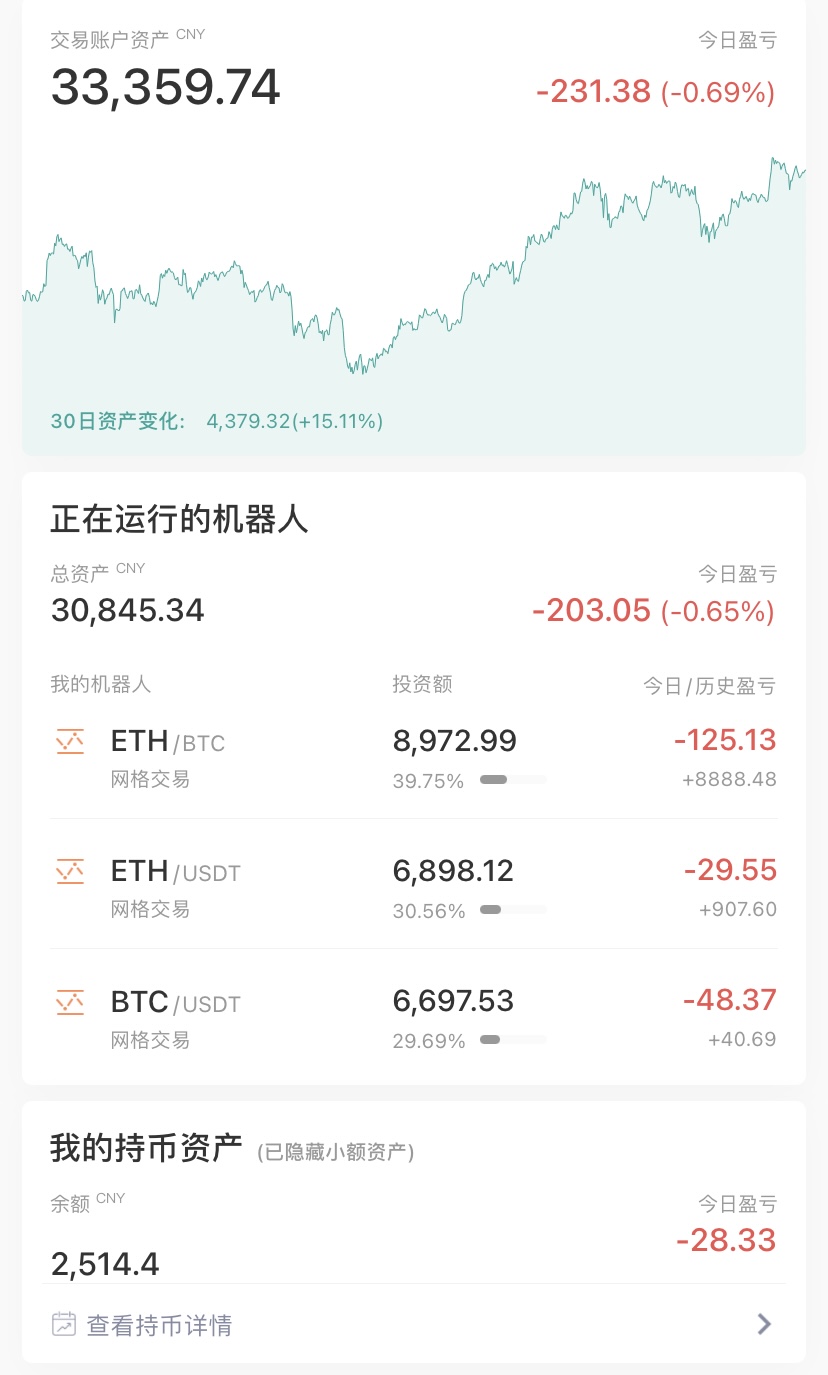 交易账户资产 CNY 今日盈亏
33,359.74 -231.38 (-0.69%)
30日资产变化: 4,379.32(+15.11%)
正在运行的机器人
总资产 CNY 今日盈亏
30,845.34 -203.05 (-0.65%)
我的机器人 投资额 今日/历史盈亏
ETH/BTC 8,972.99 -125.13
网格交易 39.75% +8888.48
ETH/USDT 6,898.12 -29.55
网格交易 30.56% +907.60
BTC/USDT 6,697.53 -48.37
网格交易 29.69% +40.69
我的持币资产 (已隐藏小额资产)
余额 CNY 今日盈亏
2,514.4 -28.33
查看持币详情